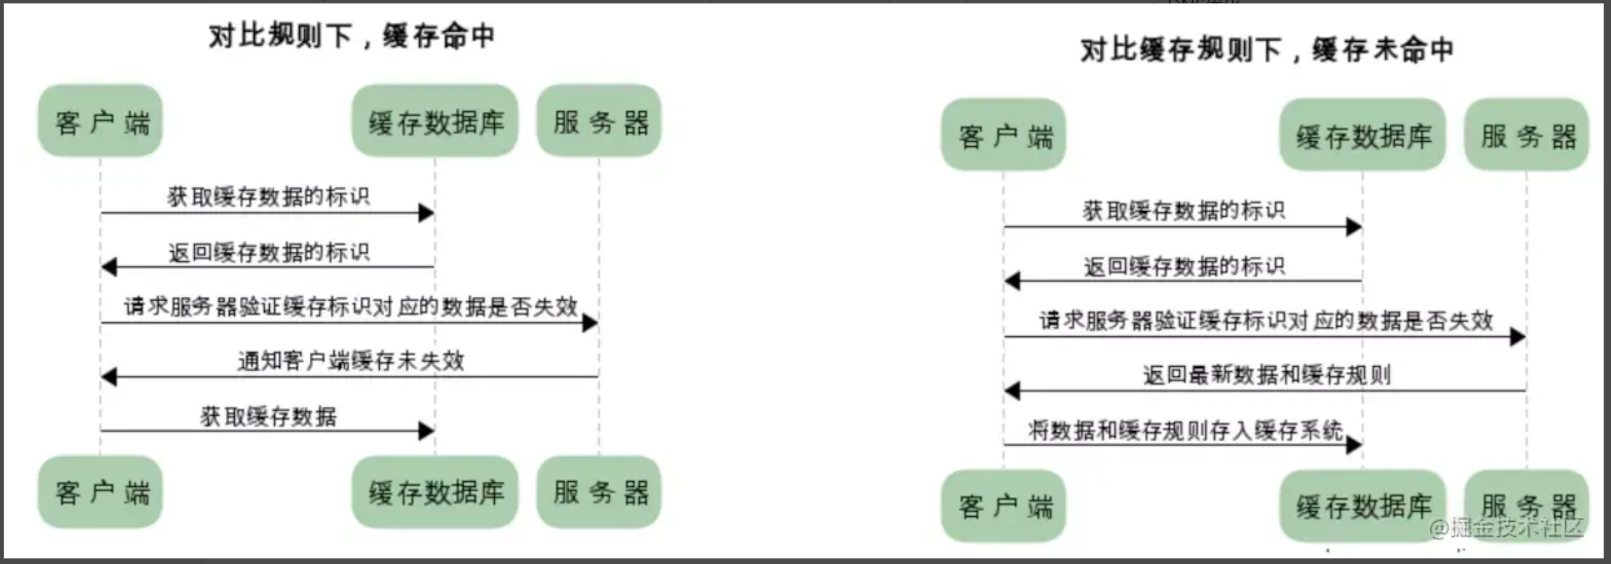 对比规则下，缓存命中
客户端
缓存数据库
服务器
获取缓存数据的标识
返回缓存数据的标识
请求服务器验证缓存标识对应的数据是否失效
通知客户端缓存未失效
获取缓存数据
客户端
缓存数据库
服务器
对比缓存规则下，缓存未命中
客户端
缓存数据库
服务器
获取缓存数据的标识
返回缓存数据的标识
请求服务器验证缓存标识对应的数据是否失效
返回最新数据和缓存规则
将数据和缓存规则存入缓存系统
客户端
缓存数据库
服务器
@掘金技术社区